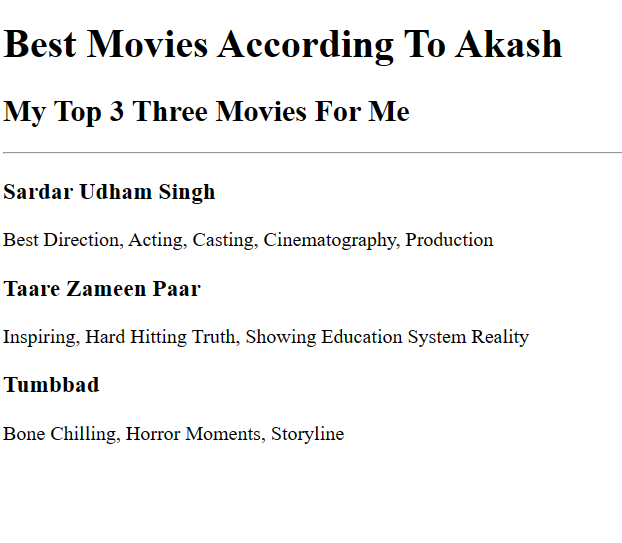 Best Movies According To Akash
My Top 3 Three Movies For Me
Sardar Udham Singh
Best Direction, Acting, Casting, Cinematography, Production
Taare Zameen Paar
Inspiring, Hard Hitting Truth, Showing Education System Reality
Tumbbad
Bone Chilling, Horror Moments, Storyline